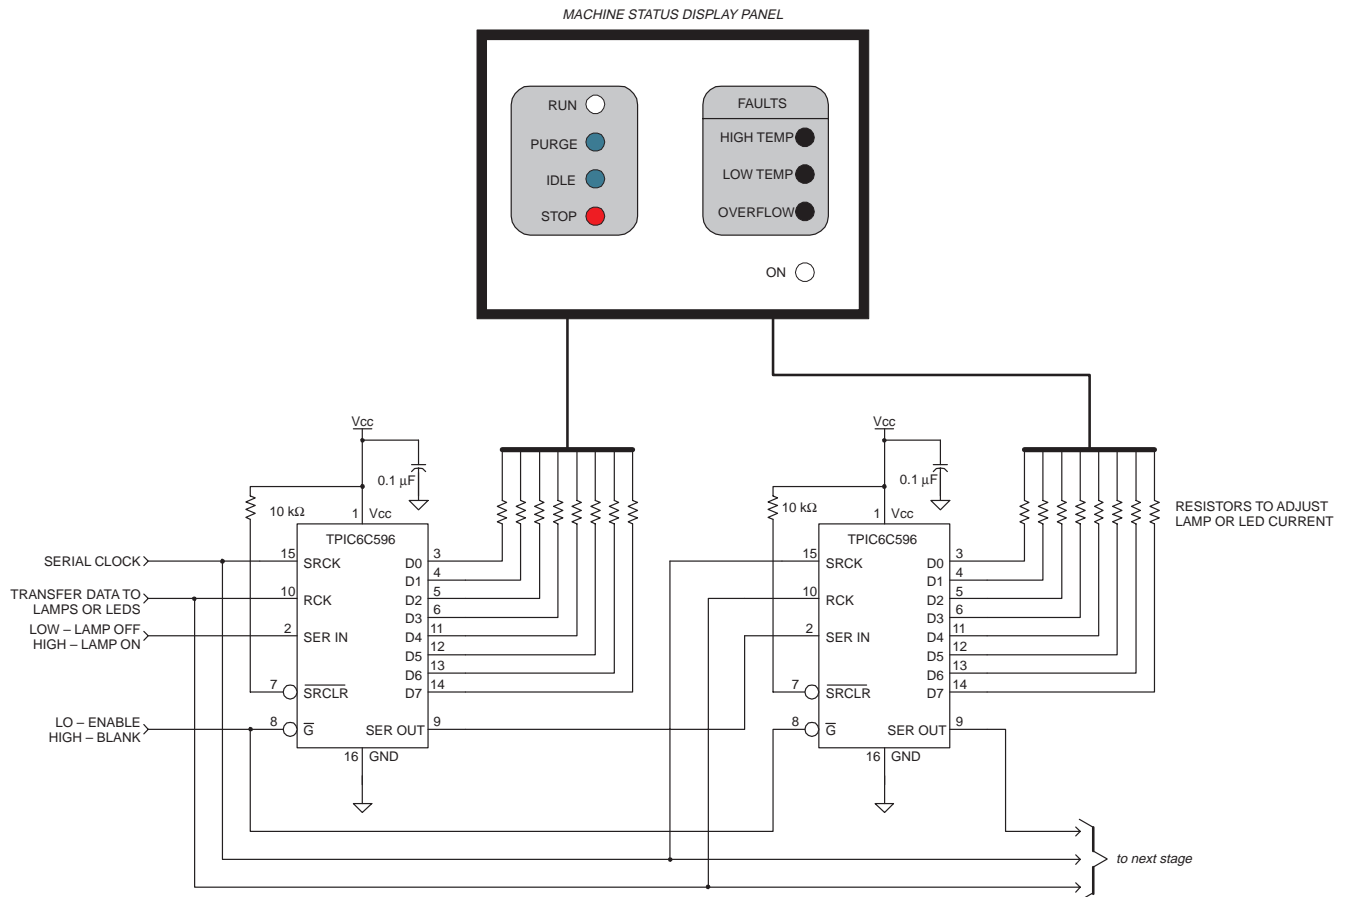 MACHINE STATUS DISPLAY PANEL
RUN
PURGE
IDLE
STOP
FAULTS
HIGH TEMP
LOW TEMP
OVERFLOW
ON
Vcc
0.1 µF
10 kΩ
1 Vcc
TPIC6C596
15 SRCK
10 RCK
2 SER IN
7 SRCLR
8 G
D0 3
D1 4
D2 5
D3 6
D4 11
D5 12
D6 13
D7 14
SER OUT 9
16 GND
SERIAL CLOCK
TRANSFER DATA TO
LAMPS OR LEDS
LOW – LAMP OFF
HIGH – LAMP ON
LO – ENABLE
HIGH – BLANK
Vcc
0.1 µF
10 kΩ
1 Vcc
TPIC6C596
15 SRCK
10 RCK
2 SER IN
7 SRCLR
8 G
D0 3
D1 4
D2 5
D3 6
D4 11
D5 12
D6 13
D7 14
SER OUT 9
16 GND
RESISTORS TO ADJUST
LAMP OR LED CURRENT
to next stage